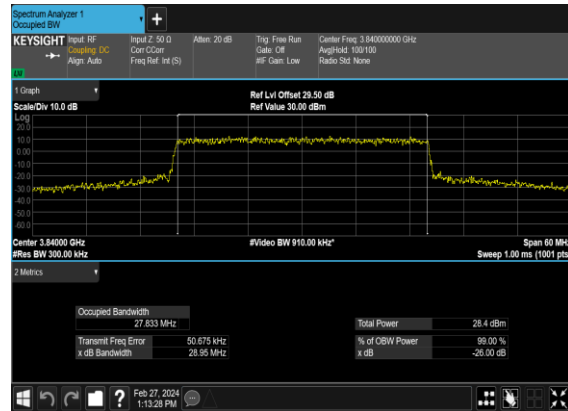 Spectrum Analyzer 1
Occupied BW
+
KEYSIGHT Input: RF Input Z: 50 Ω Atten: 20 dB Trig: Free Run Center Freq: 3.840000000 GHz
Coupling: DC Corr CCorr Gate: Off Avg|Hold: 100/100
Align: Auto Freq Ref: Int (S) #IF Gain: Low Radio Std: None
LXI
1 Graph
Ref Lvl Offset 29.50 dB
Scale/Div 10.0 dB Ref Value 30.00 dBm
Log
20.0
10.0
0.00
-10.0
-20.0
-30.0
-40.0
-50.0
-60.0
Center 3.84000 GHz #Video BW 910.00 kHz* Span 60 MHz
#Res BW 300.00 kHz Sweep 1.00 ms (1001 pts)
2 Metrics
Occupied Bandwidth
27.833 MHz Total Power 28.4 dBm
Transmit Freq Error 50.675 kHz % of OBW Power 99.00 %
x dB Bandwidth 28.95 MHz x dB -26.00 dB
? Feb 27, 2024
1:13:28 PM